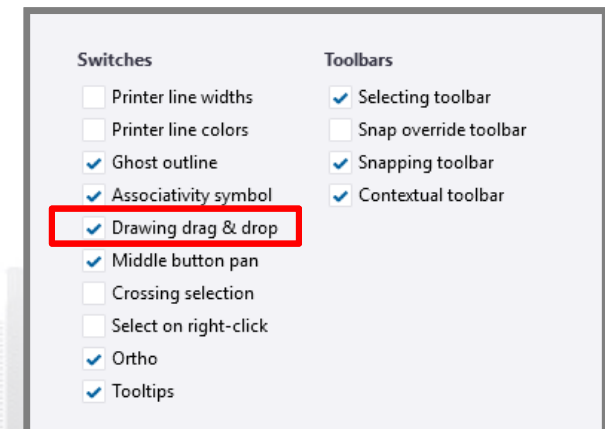 Switches
Printer line widths
Printer line colors
Ghost outline
Associativity symbol
Drawing drag & drop
Middle button pan
Crossing selection
Select on right-click
Ortho
Tooltips
Toolbars
Selecting toolbar
Snap override toolbar
Snapping toolbar
Contextual toolbar